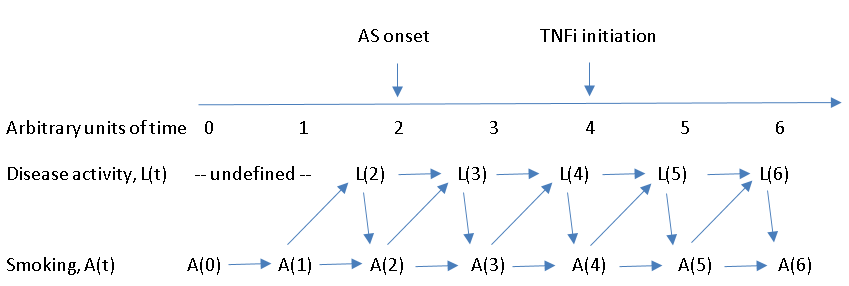 AS onset TNFi initiation
Arbitrary units of time 0 1 2 3 4 5 6
Disease activity, L(t) -- undefined -- L(2) L(3) L(4) L(5) L(6)
Smoking, A(t) A(0) A(1) A(2) A(3) A(4) A(5) A(6)